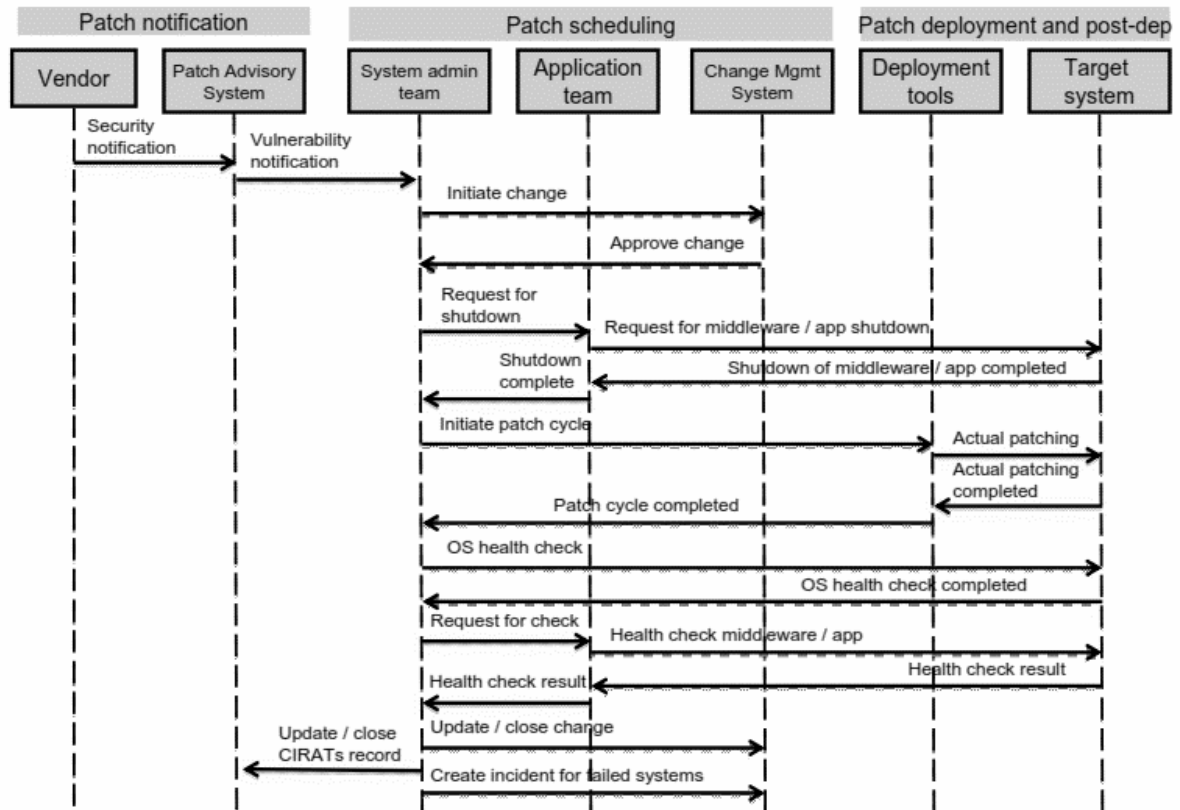 Patch notification
Patch scheduling
Patch deployment and post-dep
Vendor
Patch Advisory
System
System admin
team
Application
team
Change Mgmt
System
Deployment
tools
Target
system
Security
notification
Vulnerability
notification
Initiate change
Approve change
Request for
shutdown
Request for middleware / app shutdown
Shutdown of middleware / app completed
Shutdown
complete
Initiate patch cycle
Actual patching
Actual patching
completed
Patch cycle completed
OS health check
OS health check completed
Request for check
Health check middleware / app
Health check result
Health check result
Update / close change
Update / close
CIRATs record
Create incident for failed systems